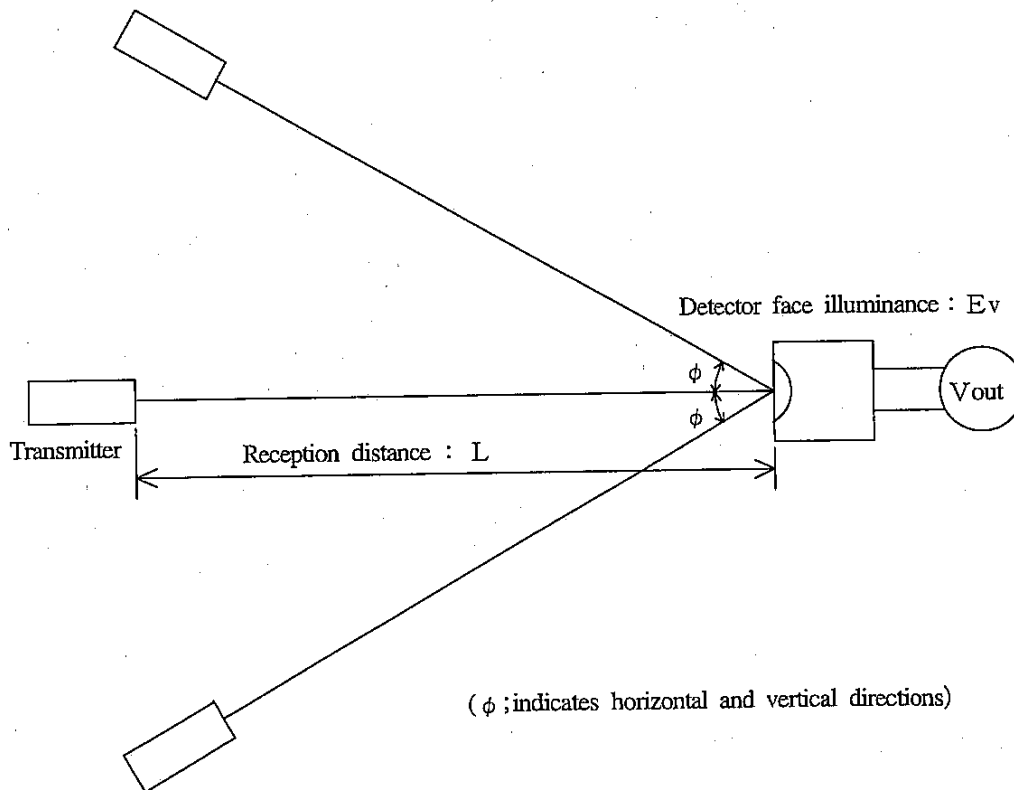 Detector face illuminance : Ev
φ
φ
Vout
Transmitter
Reception distance : L
( φ ;indicates horizontal and vertical directions)